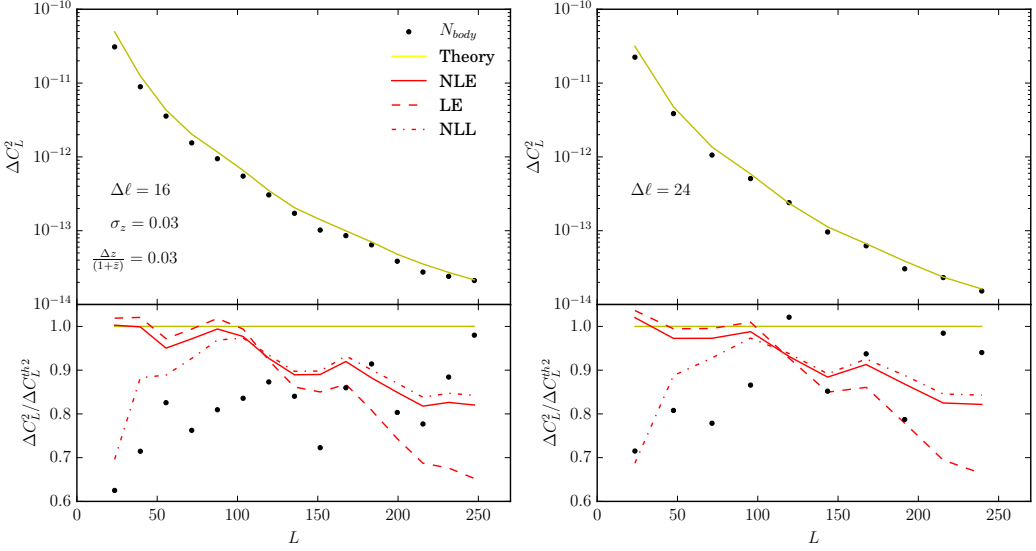 10⁻¹⁰
10⁻¹¹
10⁻¹²
10⁻¹³
10⁻¹⁴
ΔC_L^2
N_body
Theory
NLE
LE
NLL
Δℓ = 16
σ_z = 0.03
Δz/(1+z̄) = 0.03
1.0
0.9
0.8
0.7
0.6
ΔC_L^2/ΔC_L^{th2}
0 50 100 150 200 250
L
10⁻¹⁰
10⁻¹¹
10⁻¹²
10⁻¹³
10⁻¹⁴
ΔC_L^2
Δℓ = 24
1.0
0.9
0.8
0.7
0.6
ΔC_L^2/ΔC_L^{th2}
0 50 100 150 200 250
L